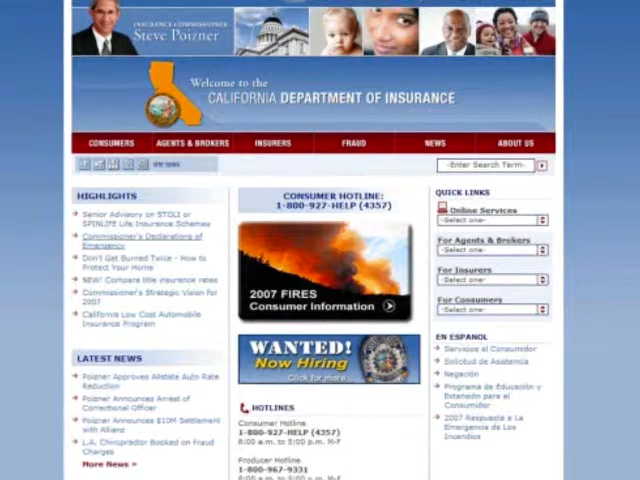 INSURANCE COMMISSIONER
Steve Poizner
Welcome to the
CALIFORNIA DEPARTMENT OF INSURANCE
CONSUMERS AGENTS & BROKERS INSURERS FRAUD NEWS ABOUT US
site tools
-Enter Search Term-
HIGHLIGHTS
Senior Advisory on STOLI or
SPINLIFE Life Insurance Schemes
Commissioner's Declarations of
Emergency
Don't Get Burned Twice - How to
Protect Your Home
NEW! Compare title insurance rates
Commissioner's Strategic Vision for
2007
California Low Cost Automobile
Insurance Program
LATEST NEWS
Poizner Approves Allstate Auto Rate
Reduction
Poizner Announces Arrest of
Correctional Officer
Poizner Announces $10M Settlement
with Allianz
L.A. Chiropractor Booked on Fraud
Charges
More News »
CONSUMER HOTLINE:
1-800-927-HELP (4357)
2007 FIRES
Consumer Information
WANTED!
Now Hiring
Click for more...
HOTLINES
Consumer Hotline
1-800-927-HELP (4357)
8:00 a.m. to 5:00 p.m. M-F
Producer Hotline
1-800-967-9331
8:00 a.m. to 5:00 p.m. M-F
QUICK LINKS
Online Services
-Select one-
For Agents & Brokers
-Select one-
For Insurers
-Select one-
For Consumers
-Select one-
EN ESPANOL
Servicios al Consumidor
Solicitud de Asistencia
Negación
Programa de Educación y
Extensión para el
Consumidor
2007 Respuesta a La
Emergencia de Los
Incendios